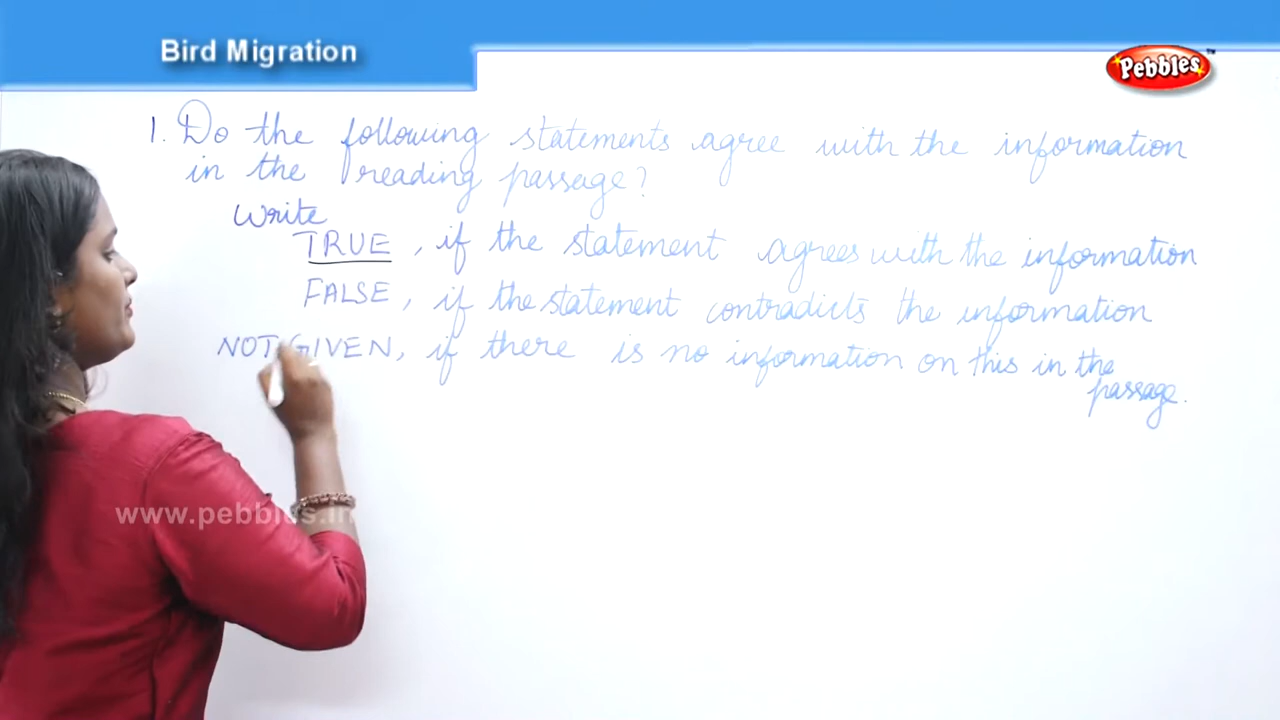 Bird Migration
Pebbles™
1. Do the following statements agree with the information
in the reading passage?
Write
TRUE, if the statement agrees with the information
FALSE, if the statement contradicts the information
NOT GIVEN, if there is no information on this in the
passage.
www.pebbles.in